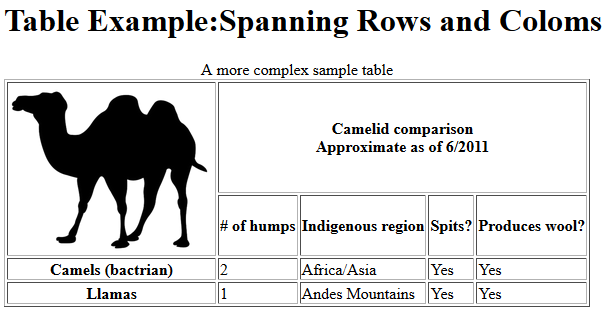 Table Example:Spanning Rows and Coloms
A more complex sample table
Camelid comparison
Approximate as of 6/2011
# of humps Indigenous region Spits? Produces wool?
Camels (bactrian) 2 Africa/Asia Yes Yes
Llamas 1 Andes Mountains Yes Yes